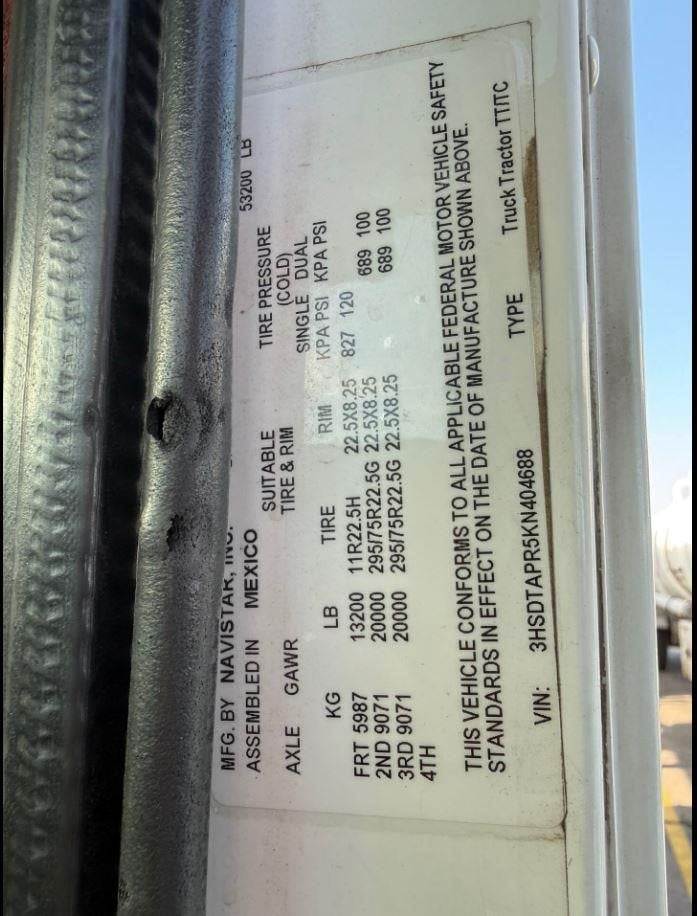 MFG. BY NAVISTAR, INC.
ASSEMBLED IN MEXICO 53200 LB
AXLE GAWR SUITABLE TIRE & RIM TIRE PRESSURE (COLD)
SINGLE DUAL
KG LB TIRE RIM KPA PSI KPA PSI
FRT 5987 13200 11R22.5H 22.5X8.25 827 120
2ND 9071 20000 295/75R22.5G 22.5X8.25 689 100
3RD 9071 20000 295/75R22.5G 22.5X8.25 689 100
4TH
THIS VEHICLE CONFORMS TO ALL APPLICABLE FEDERAL MOTOR VEHICLE SAFETY
STANDARDS IN EFFECT ON THE DATE OF MANUFACTURE SHOWN ABOVE.
VIN: 3HSDTAPR5KN404688 TYPE Truck Tractor TT/TC